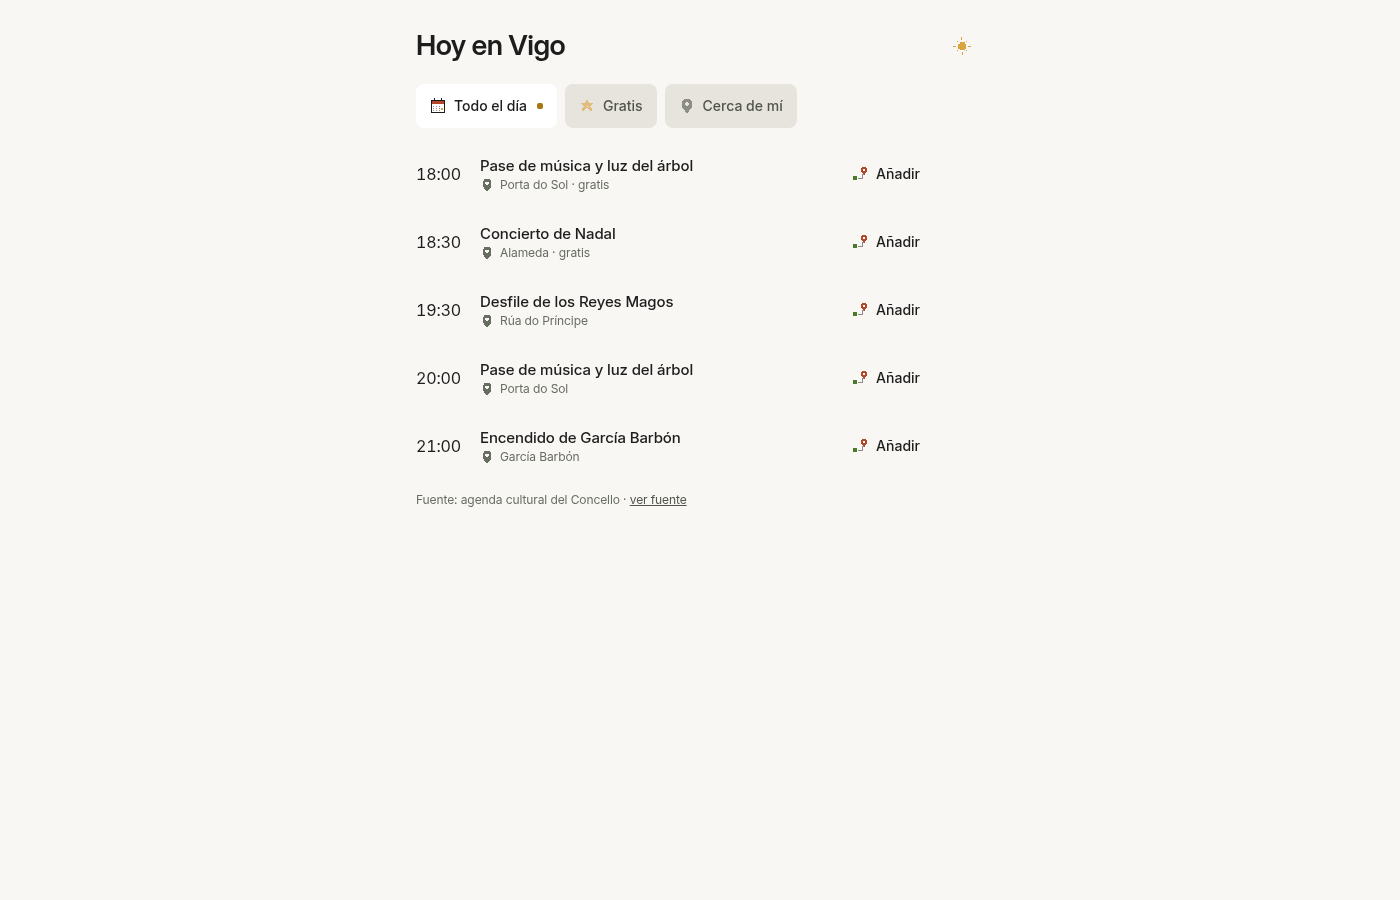 Hoy en Vigo
Todo el día
Gratis
Cerca de mí
18:00
Pase de música y luz del árbol
Porta do Sol · gratis
Añadir
18:30
Concierto de Nadal
Alameda · gratis
Añadir
19:30
Desfile de los Reyes Magos
Rúa do Príncipe
Añadir
20:00
Pase de música y luz del árbol
Porta do Sol
Añadir
21:00
Encendido de García Barbón
García Barbón
Añadir
Fuente: agenda cultural del Concello · ver fuente